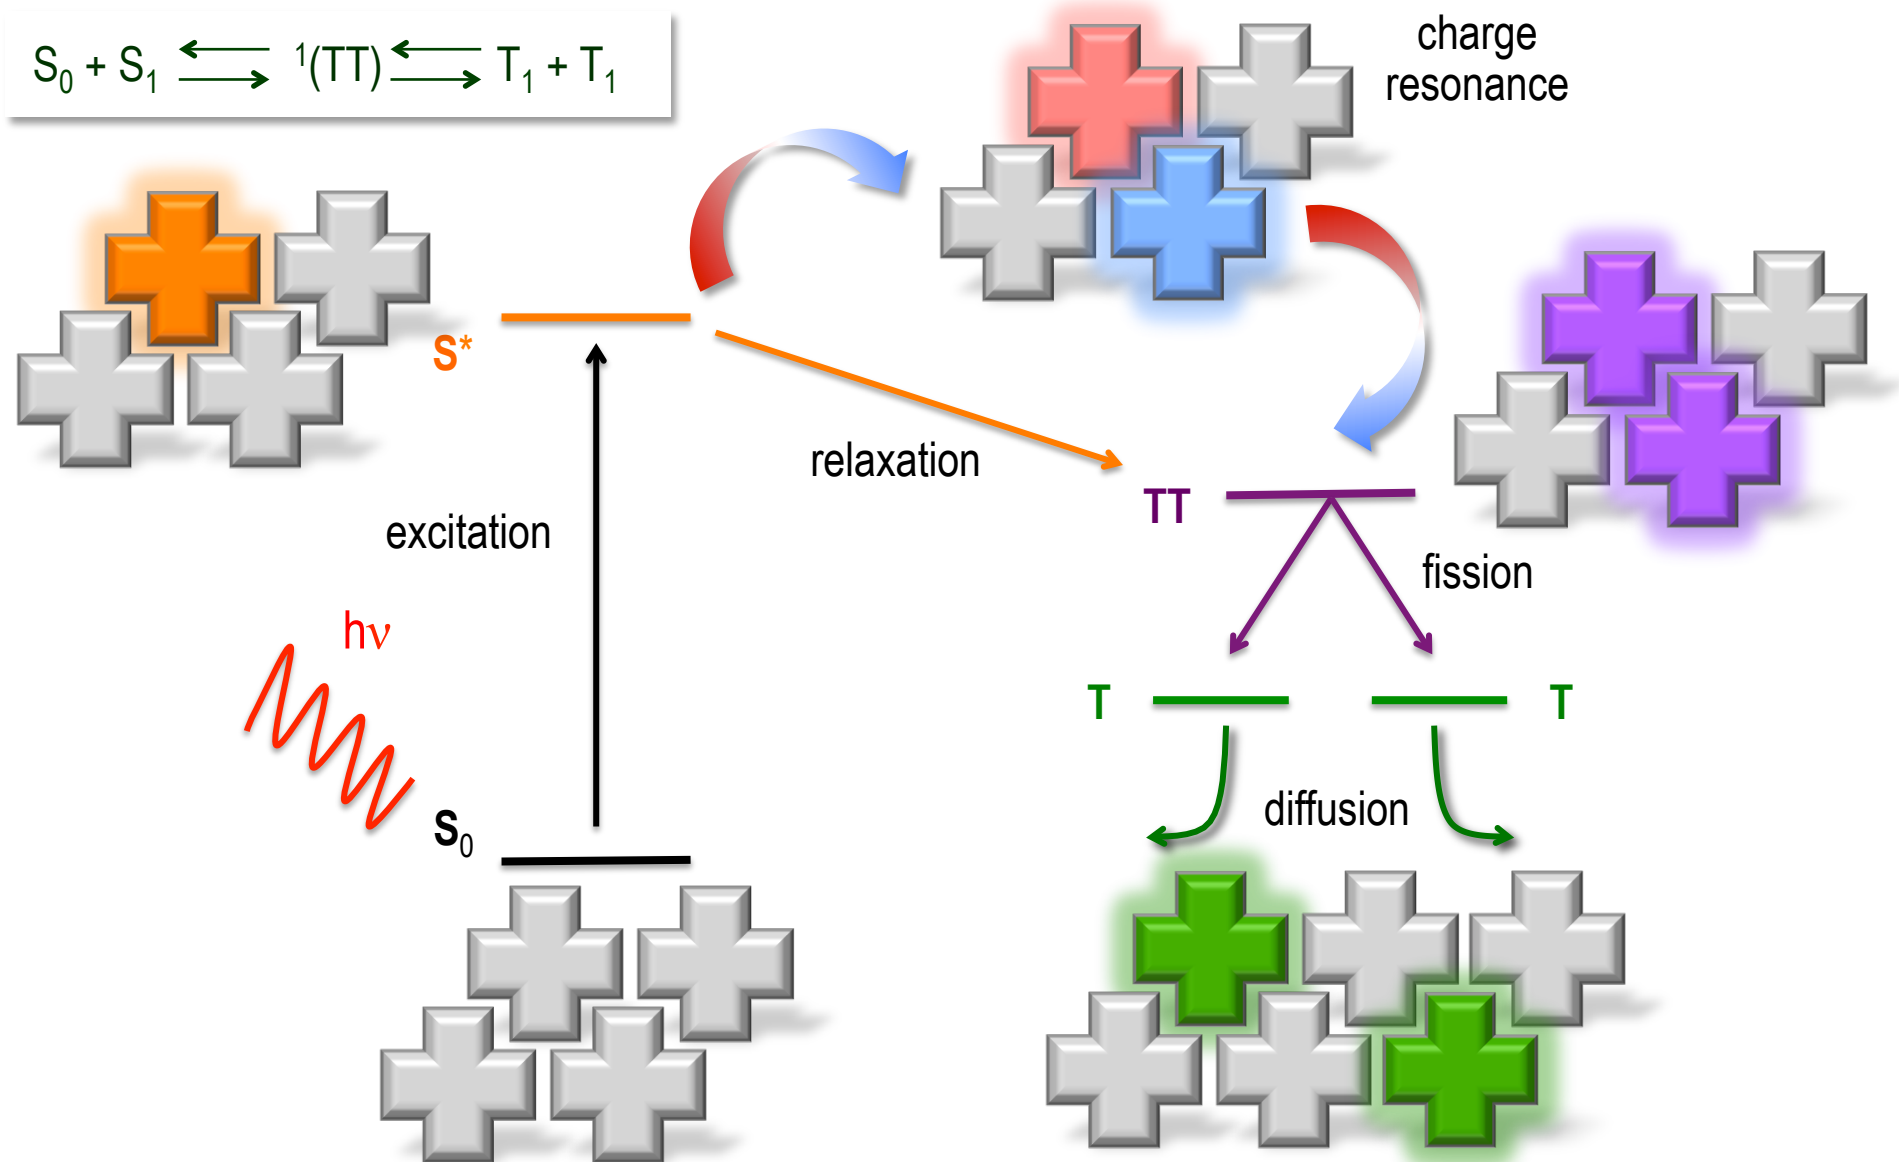 S₀ + S₁ ⇄ ¹(TT) ⇄ T₁ + T₁
charge
resonance
S*
relaxation
TT
excitation
fission
hν
T
T
diffusion
S₀